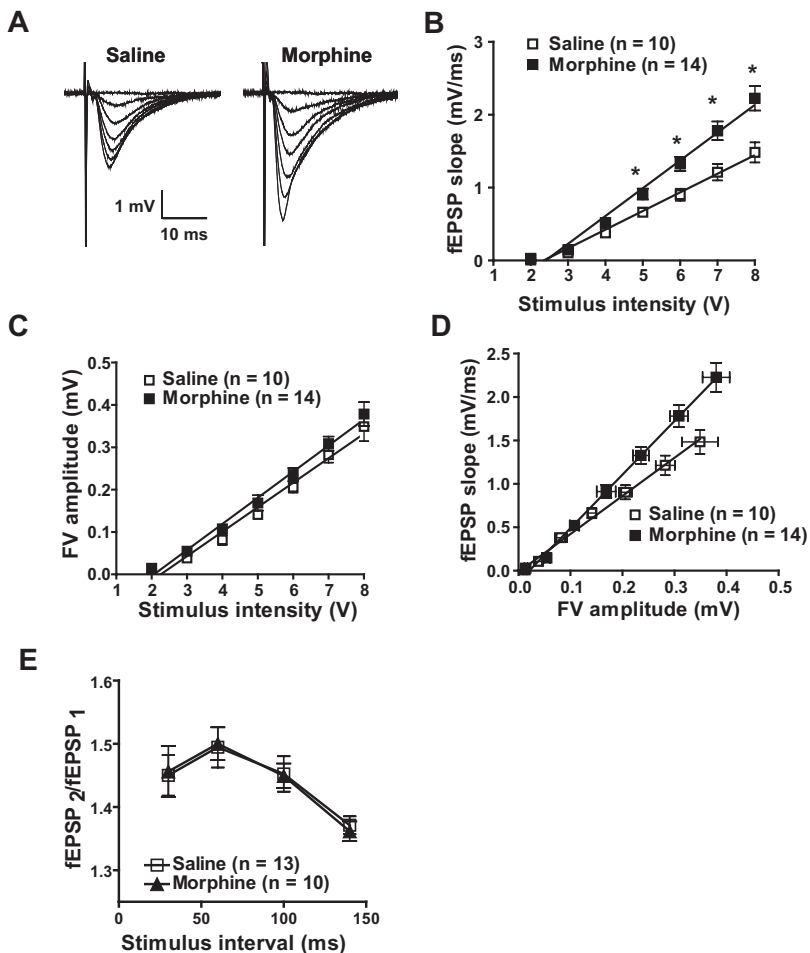 A
Saline
Morphine
1 mV
10 ms
B
Saline (n = 10)
Morphine (n = 14)
fEPSP slope (mV/ms)
3
2
1
0
* * * *
1 2 3 4 5 6 7 8
Stimulus intensity (V)
C
Saline (n = 10)
Morphine (n = 14)
FV amplitude (mV)
0.5
0.4
0.3
0.2
0.1
0.0
1 2 3 4 5 6 7 8
Stimulus intensity (V)
D
fEPSP slope (mV/ms)
2.5
2.0
1.5
1.0
0.5
0.0
Saline (n = 10)
Morphine (n = 14)
0.0 0.1 0.2 0.3 0.4 0.5
FV amplitude (mV)
E
fEPSP 2/fEPSP 1
1.6
1.5
1.4
1.3
Saline (n = 13)
Morphine (n = 10)
0 50 100 150
Stimulus interval (ms)